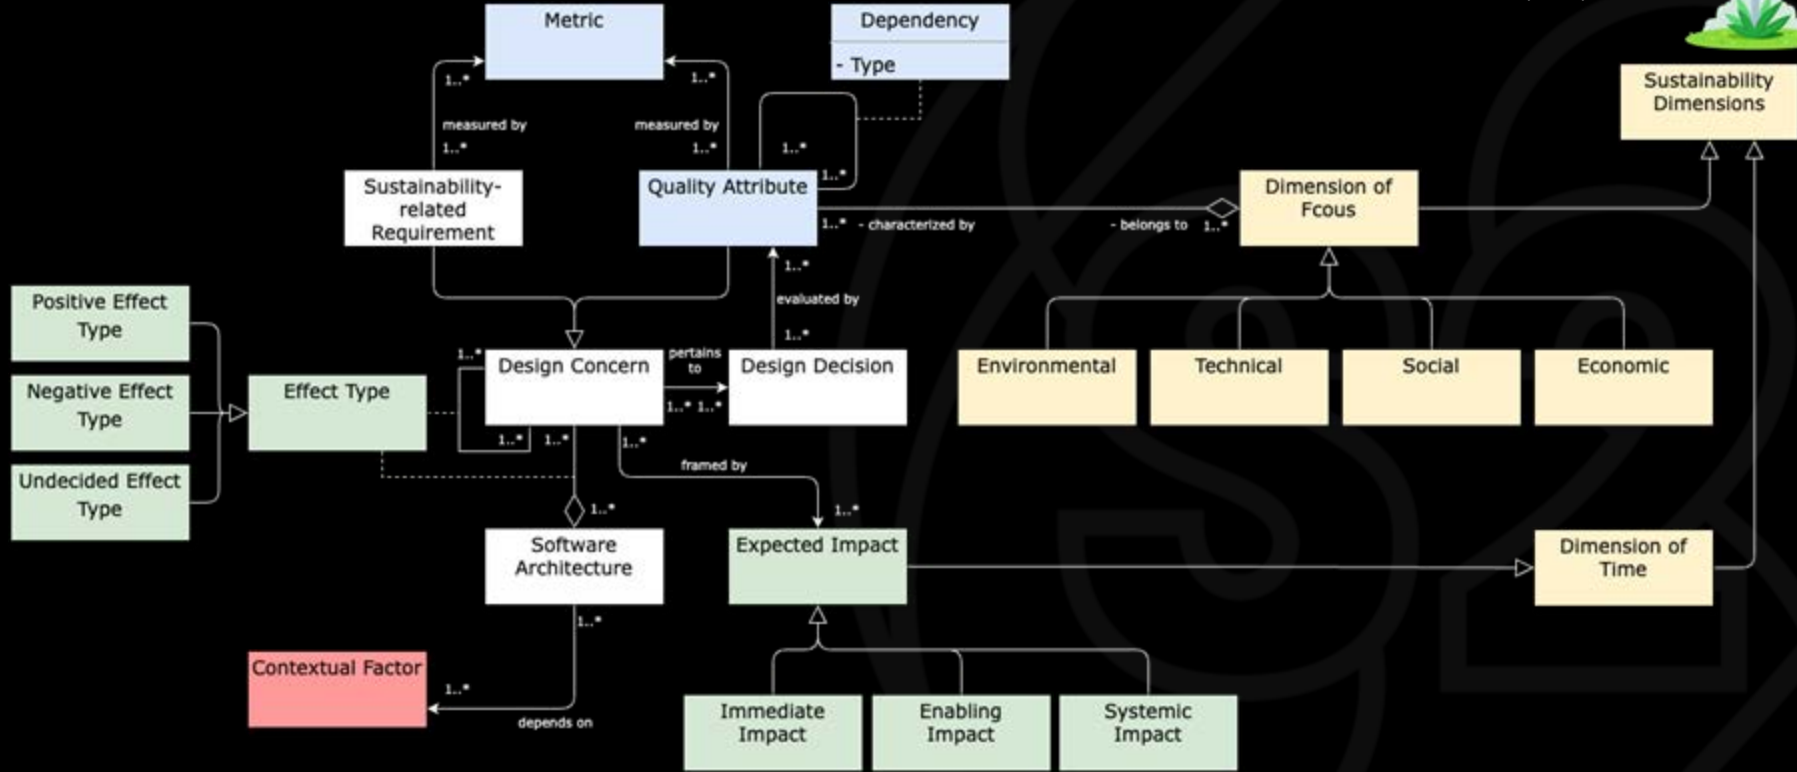 Metric
Dependency
- Type
Sustainability
Dimensions
1..*
1..*
measured by
measured by
1..*
1..*
1..*
1..*
Sustainability-
related
Requirement
Quality Attribute
Dimension of
Fcous
1..*
- characterized by
- belongs to
1..*
1..*
evaluated by
1..*
Positive Effect
Type
Negative Effect
Type
Undecided Effect
Type
Effect Type
1..*
Design Concern
pertains
to
1..*
1..*
Design Decision
Environmental
Technical
Social
Economic
1..*
1..*
1..*
framed by
1..*
1..*
Software
Architecture
Expected Impact
Dimension of
Time
1..*
Contextual Factor
1..*
depends on
Immediate
Impact
Enabling
Impact
Systemic
Impact